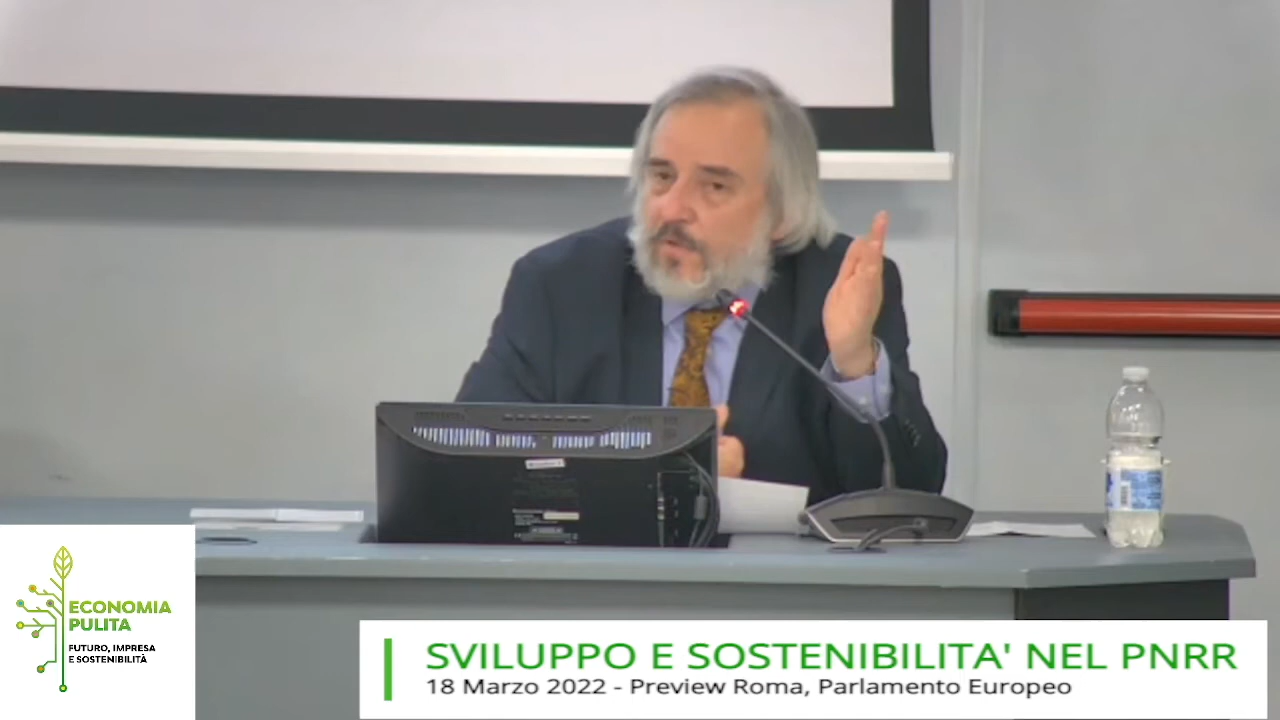 ECONOMIA
PULITA
FUTURO, IMPRESA
E SOSTENIBILITÀ
SVILUPPO E SOSTENIBILITA' NEL PNRR
18 Marzo 2022 - Preview Roma, Parlamento Europeo